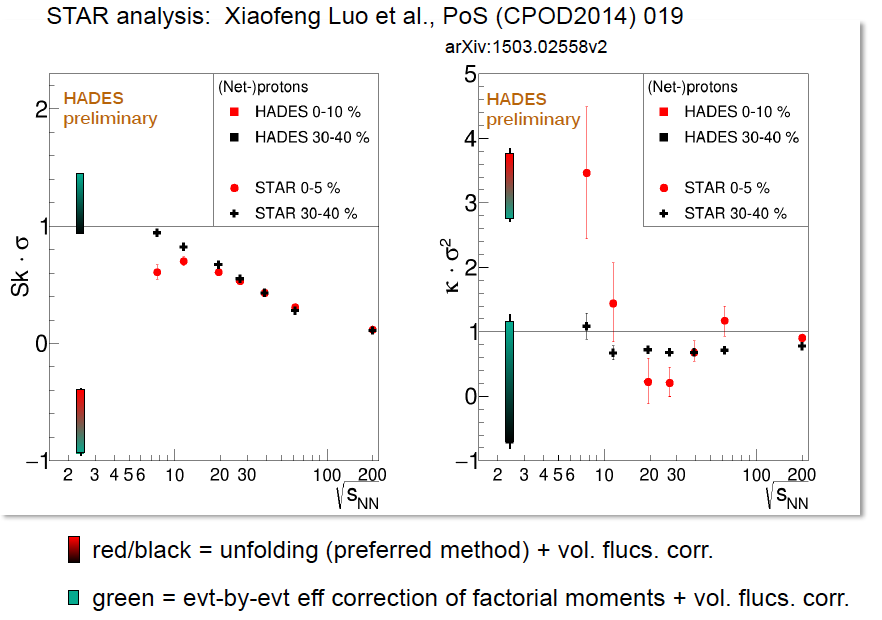 STAR analysis: Xiaofeng Luo et al., PoS (CPOD2014) 019
arXiv:1503.02558v2
HADES
preliminary
(Net-)protons
HADES 0-10 %
HADES 30-40 %
STAR 0-5 %
STAR 30-40 %
Sk · σ
2
1
0
−1
2 3 4 5 6 10 20 30 100 200
√sNN
HADES
preliminary
(Net-)protons
HADES 0-10 %
HADES 30-40 %
STAR 0-5 %
STAR 30-40 %
κ · σ²
5
4
3
2
1
0
−1
2 3 4 5 6 10 20 30 100 200
√sNN
red/black = unfolding (preferred method) + vol. flucs. corr.
green = evt-by-evt eff correction of factorial moments + vol. flucs. corr.